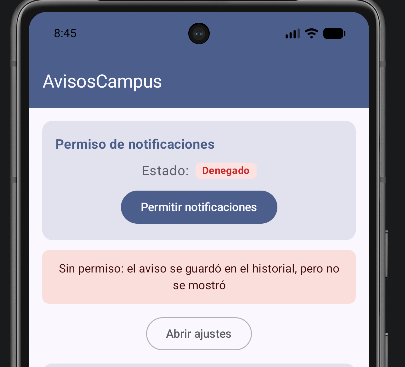 8:45
AvisosCampus
Permiso de notificaciones
Estado: Denegado
Permitir notificaciones
Sin permiso: el aviso se guardó en el historial, pero no
se mostró
Abrir ajustes